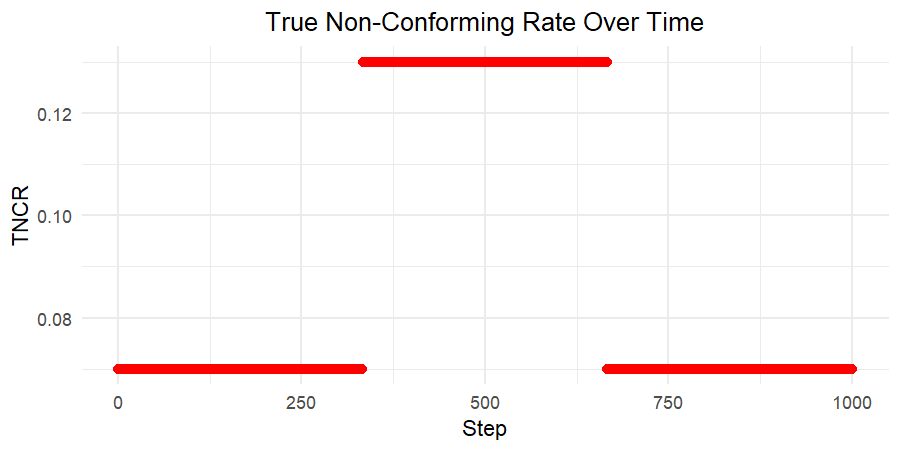 True Non-Conforming Rate Over Time
TNCR
0.12
0.10
0.08
0 250 500 750 1000
Step